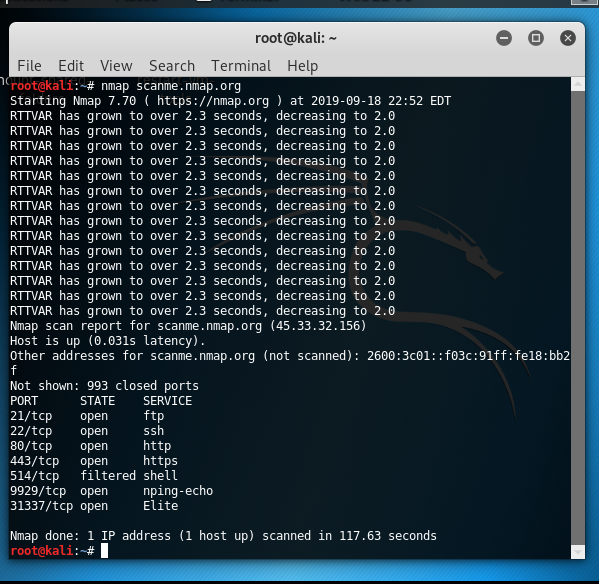 root@kali: ~
File Edit View Search Terminal Help
root@kali:~# nmap scanme.nmap.org
Starting Nmap 7.70 ( https://nmap.org ) at 2019-09-18 22:52 EDT
RTTVAR has grown to over 2.3 seconds, decreasing to 2.0
RTTVAR has grown to over 2.3 seconds, decreasing to 2.0
RTTVAR has grown to over 2.3 seconds, decreasing to 2.0
RTTVAR has grown to over 2.3 seconds, decreasing to 2.0
RTTVAR has grown to over 2.3 seconds, decreasing to 2.0
RTTVAR has grown to over 2.3 seconds, decreasing to 2.0
RTTVAR has grown to over 2.3 seconds, decreasing to 2.0
RTTVAR has grown to over 2.3 seconds, decreasing to 2.0
RTTVAR has grown to over 2.3 seconds, decreasing to 2.0
RTTVAR has grown to over 2.3 seconds, decreasing to 2.0
RTTVAR has grown to over 2.3 seconds, decreasing to 2.0
RTTVAR has grown to over 2.3 seconds, decreasing to 2.0
RTTVAR has grown to over 2.3 seconds, decreasing to 2.0
RTTVAR has grown to over 2.3 seconds, decreasing to 2.0
Nmap scan report for scanme.nmap.org (45.33.32.156)
Host is up (0.031s latency).
Other addresses for scanme.nmap.org (not scanned): 2600:3c01::f03c:91ff:fe18:bb2
f
Not shown: 993 closed ports
PORT STATE SERVICE
21/tcp open ftp
22/tcp open ssh
80/tcp open http
443/tcp open https
514/tcp filtered shell
9929/tcp open nping-echo
31337/tcp open Elite
Nmap done: 1 IP address (1 host up) scanned in 117.63 seconds
root@kali:~#